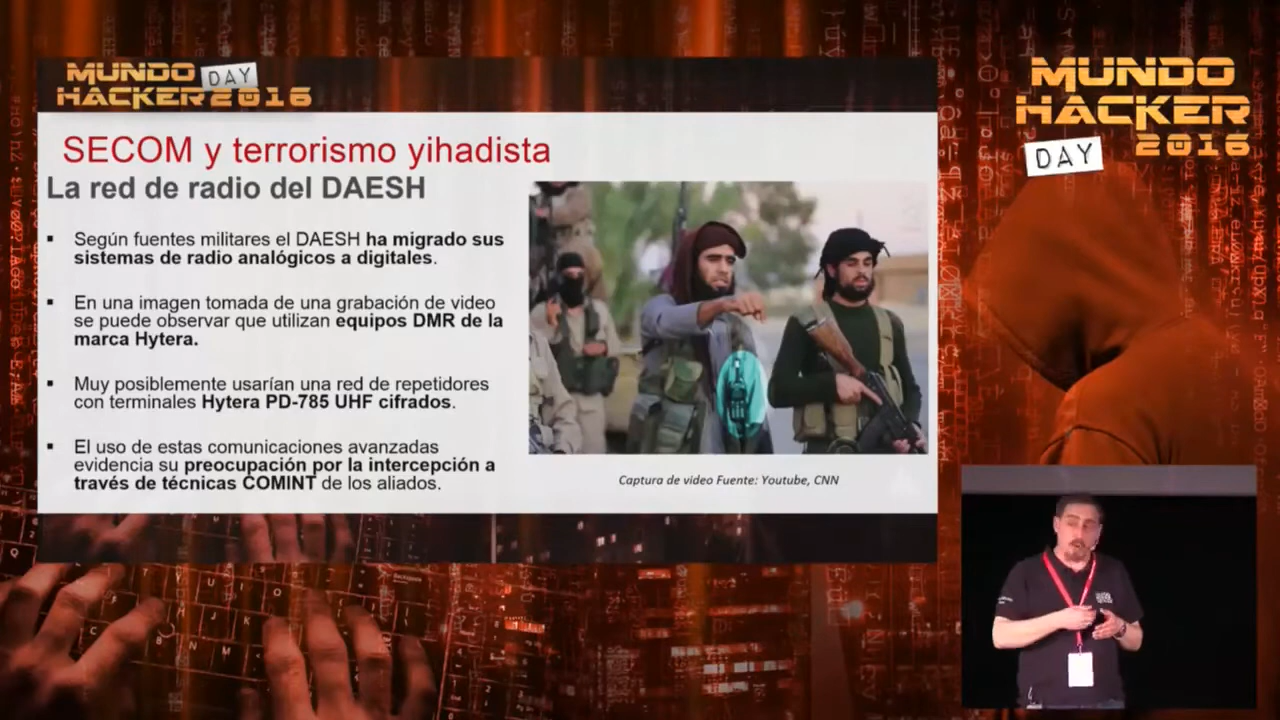 MUNDO DAY
HACKER 2016
SECOM y terrorismo yihadista
La red de radio del DAESH
▪ Según fuentes militares el DAESH ha migrado sus
sistemas de radio analógicos a digitales.
▪ En una imagen tomada de una grabación de video
se puede observar que utilizan equipos DMR de la
marca Hytera.
▪ Muy posiblemente usarían una red de repetidores
con terminales Hytera PD-785 UHF cifrados.
▪ El uso de estas comunicaciones avanzadas
evidencia su preocupación por la intercepción a
través de técnicas COMINT de los aliados.
Captura de video Fuente: Youtube, CNN
MUNDO
HACKER
DAY 2016